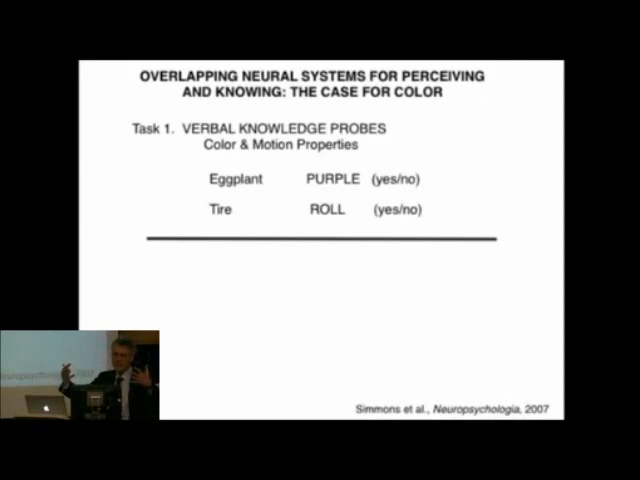 OVERLAPPING NEURAL SYSTEMS FOR PERCEIVING
AND KNOWING: THE CASE FOR COLOR
Task 1. VERBAL KNOWLEDGE PROBES
Color & Motion Properties
Eggplant PURPLE (yes/no)
Tire ROLL (yes/no)
Simmons et al., Neuropsychologia, 2007